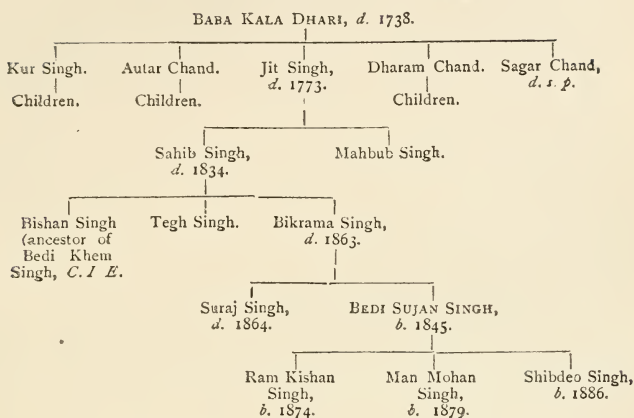 BABA KALA DHARI, d. 1738.
Kur Singh. Autar Chand. Jit Singh, Dharam Chand. Sagar Chand,
d. 1773. d. s. p.
Children. Children. Children.
Sahib Singh, Mahbub Singh.
d. 1834.
Bishan Singh Tegh Singh. Bikrama Singh,
(ancestor of d. 1863.
Bedi Khem
Singh, C. I E.
Suraj Singh, BEDI SUJAN SINGH,
d. 1864. b. 1845.
Ram Kishan Man Mohan Shibdeo Singh,
Singh, Singh, b. 1886.
b. 1874. b. 1879.